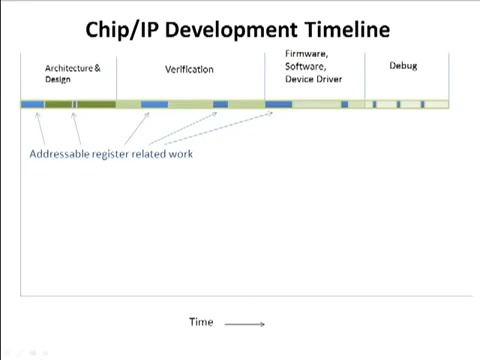 Chip/IP Development Timeline
Architecture &
Design
Verification
Firmware,
Software,
Device Driver
Debug
Addressable register related work
Time